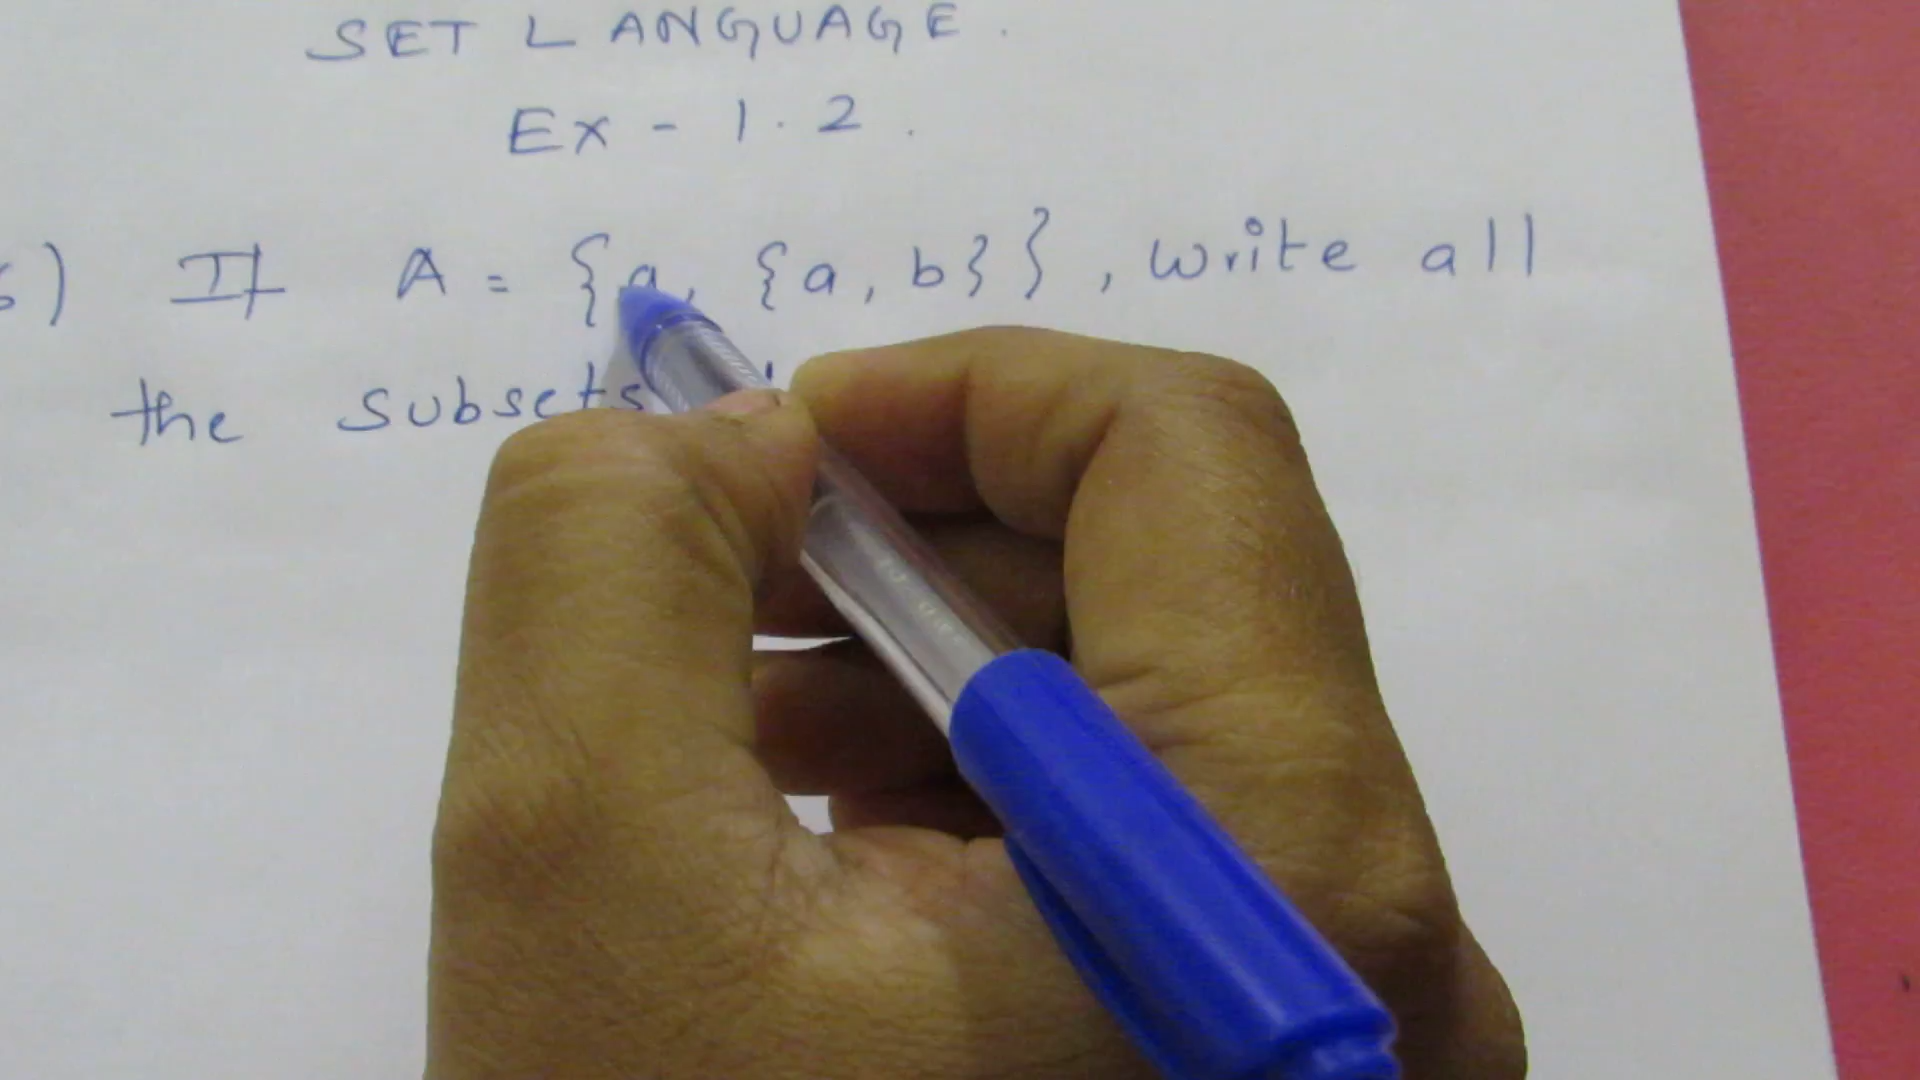 SET LANGUAGE.
Ex - 1.2.
) If A = {a, {a, b}}, write all
the subsets